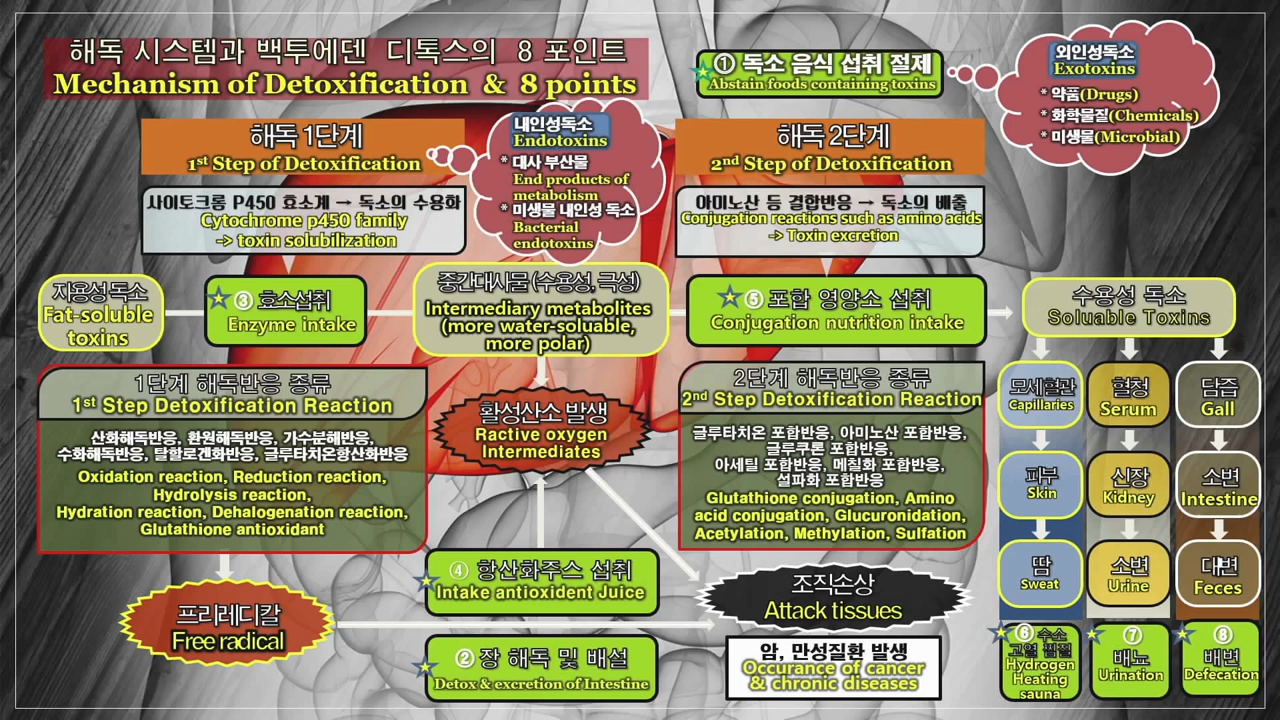 해독 시스템과 백투에덴 디톡스의 8 포인트
Mechanism of Detoxification & 8 points
① 독소 음식 섭취 절제
Abstain foods containing toxins
외인성독소
Exotoxins
* 약품(Drugs)
* 화학물질(Chemicals)
* 미생물(Microbial)
해독 1단계
1st Step of Detoxification
내인성독소
Endotoxins
* 대사 부산물
End products of
metabolism
* 미생물 내인성 독소
Bacterial
endotoxins
해독 2단계
2nd Step of Detoxification
사이토크롬 P450 효소계 → 독소의 수용화
Cytochrome p450 family
-> toxin solubilization
아미노산 등 결합반응 → 독소의 배출
Conjugation reactions such as amino acids
-> Toxin excretion
지용성 독소
Fat-soluble
toxins
③ 효소섭취
Enzyme intake
중간대사물 (수용성, 극성)
Intermediary metabolites
(more water-soluble,
more polar)
⑤ 포합 영양소 섭취
Conjugation nutrition intake
수용성 독소
Soluable Toxins
1단계 해독반응 종류
1st Step Detoxification Reaction
산화해독반응, 환원해독반응, 가수분해반응,
수화해독반응, 탈할로겐화반응, 글루타치온항산화반응
Oxidation reaction, Reduction reaction,
Hydrolysis reaction,
Hydration reaction, Dehalogenation reaction,
Glutathione antioxidant
활성산소 발생
Ractive oxygen
Intermediates
2단계 해독반응 종류
2nd Step Detoxification Reaction
글루타치온 포합반응, 아미노산 포합반응,
글루쿠론 포합반응,
아세틸 포합반응, 메칠화 포합반응,
설파화 포합반응
Glutathione conjugation, Amino
acid conjugation, Glucuronidation,
Acetylation, Methylation, Sulfation
모세혈관
Capillaries
혈청
Serum
담즙
Gall
피부
Skin
신장
Kidney
소변
Intestine
땀
Sweat
소변
Urine
대변
Feces
④ 항산화주스 섭취
Intake antioxident Juice
프리레디칼
Free radical
조직손상
Attack tissues
② 장 해독 및 배설
Detox & excretion of Intestine
암, 만성질환 발생
Occurance of cancer
& chronic diseases
⑥ 수소
고열 찜질
Hydrogen
Heating
sauna
⑦
배뇨
Urination
⑧
배변
Defecation